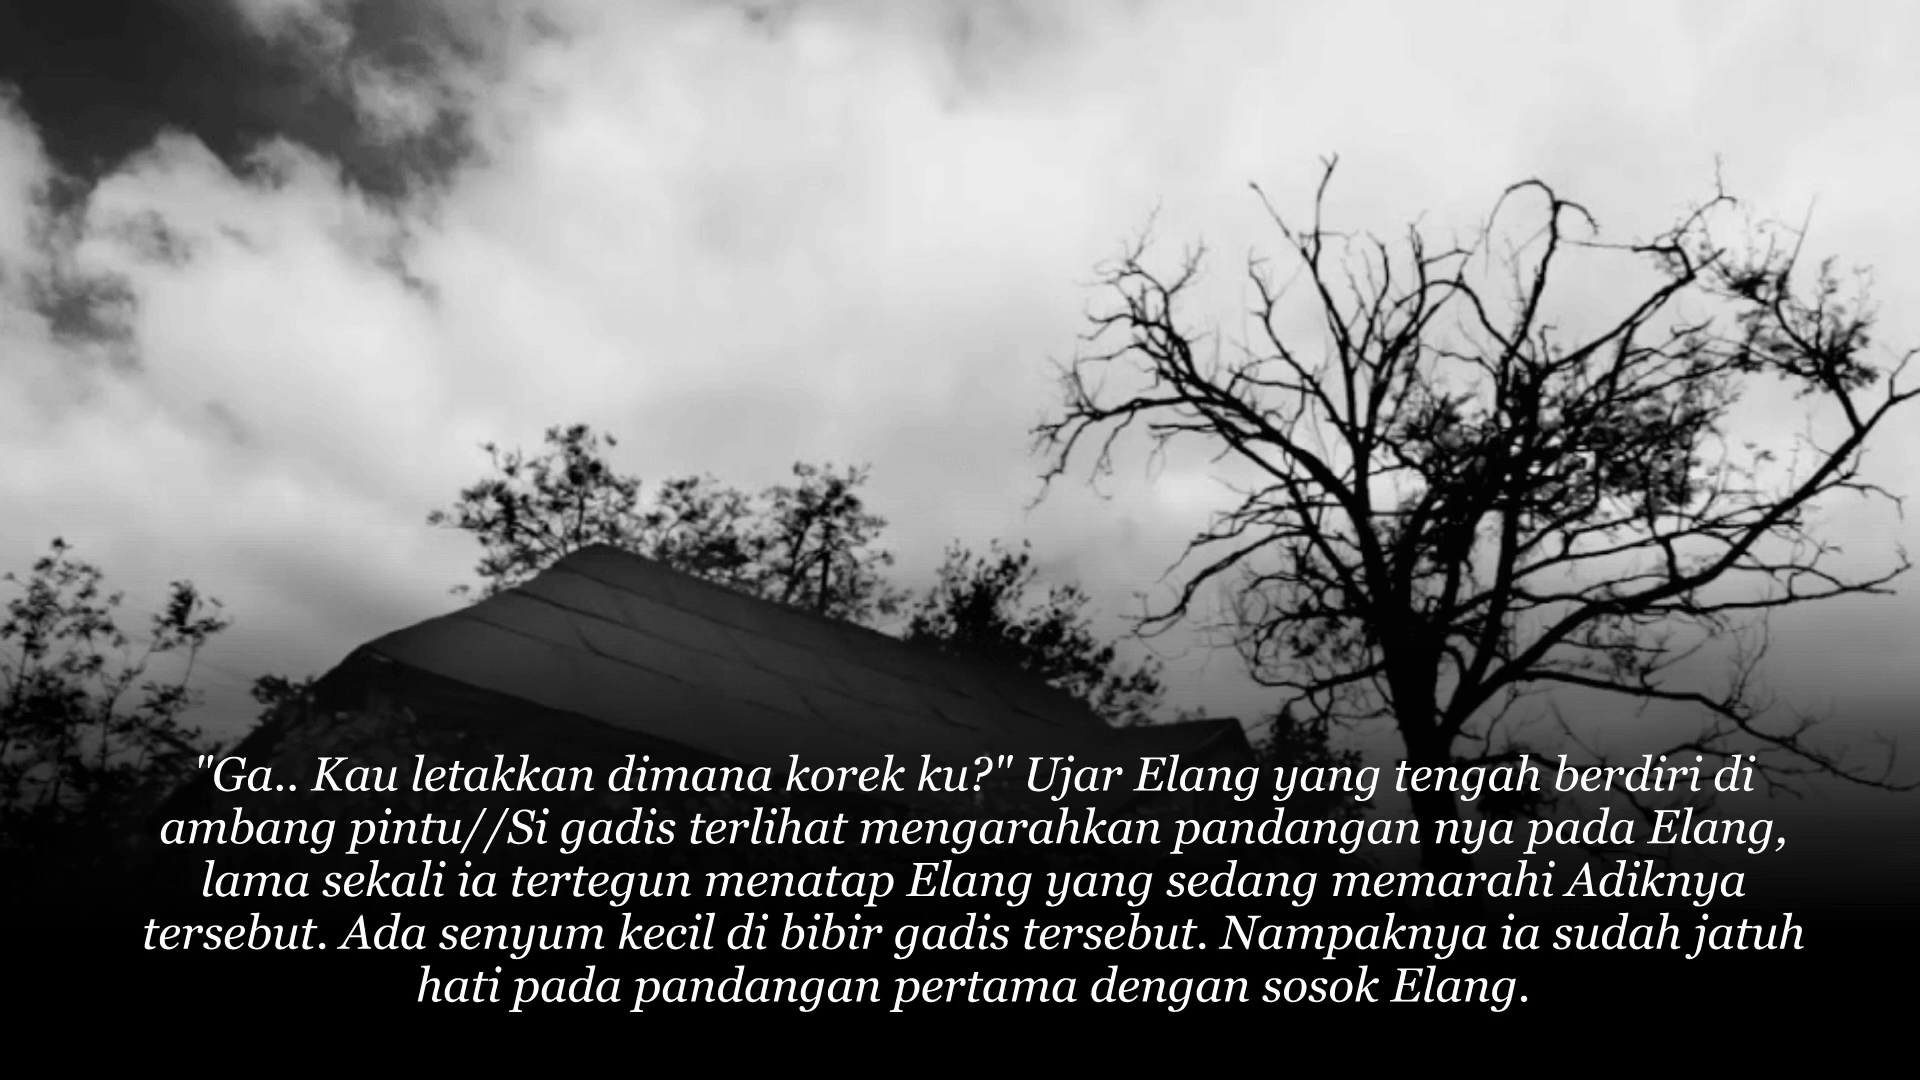 "Ga.. Kau letakkan dimana korek ku?" Ujar Elang yang tengah berdiri di
ambang pintu//Si gadis terlihat mengarahkan pandangan nya pada Elang,
lama sekali ia tertegun menatap Elang yang sedang memarahi Adiknya
tersebut. Ada senyum kecil di bibir gadis tersebut. Nampaknya ia sudah jatuh
hati pada pandangan pertama dengan sosok Elang.